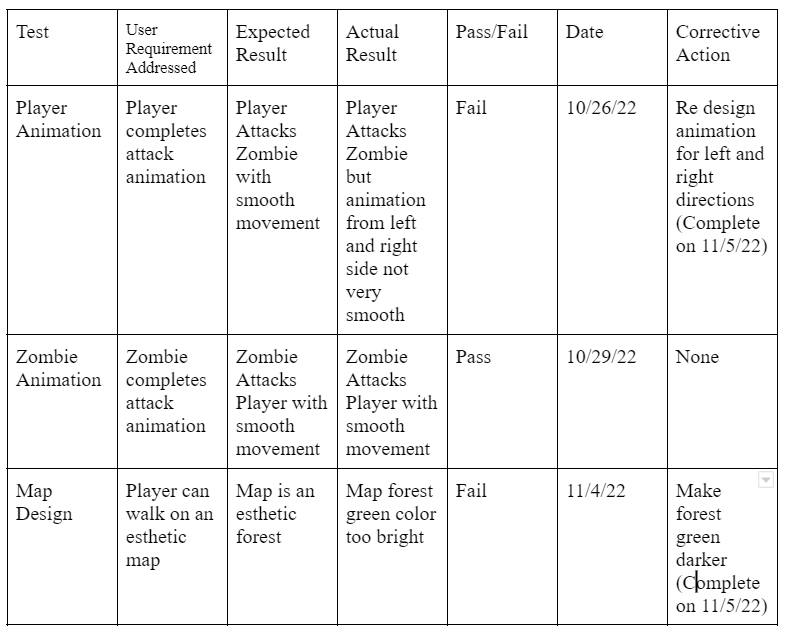 Test
User
Requirement
Addressed
Expected
Result
Actual
Result
Pass/Fail
Date
Corrective
Action
Player
Animation
Player
completes
attack
animation
Player
Attacks
Zombie
with
smooth
movement
Player
Attacks
Zombie
but
animation
from left
and right
side not
very
smooth
Fail
10/26/22
Re design
animation
for left and
right
directions
(Complete
on 11/5/22)
Zombie
Animation
Zombie
completes
attack
animation
Zombie
Attacks
Player with
smooth
movement
Zombie
Attacks
Player with
smooth
movement
Pass
10/29/22
None
Map
Design
Player can
walk on an
esthetic
map
Map is an
esthetic
forest
Map forest
green color
too bright
Fail
11/4/22
Make
forest
green
darker
(Complete
on 11/5/22)